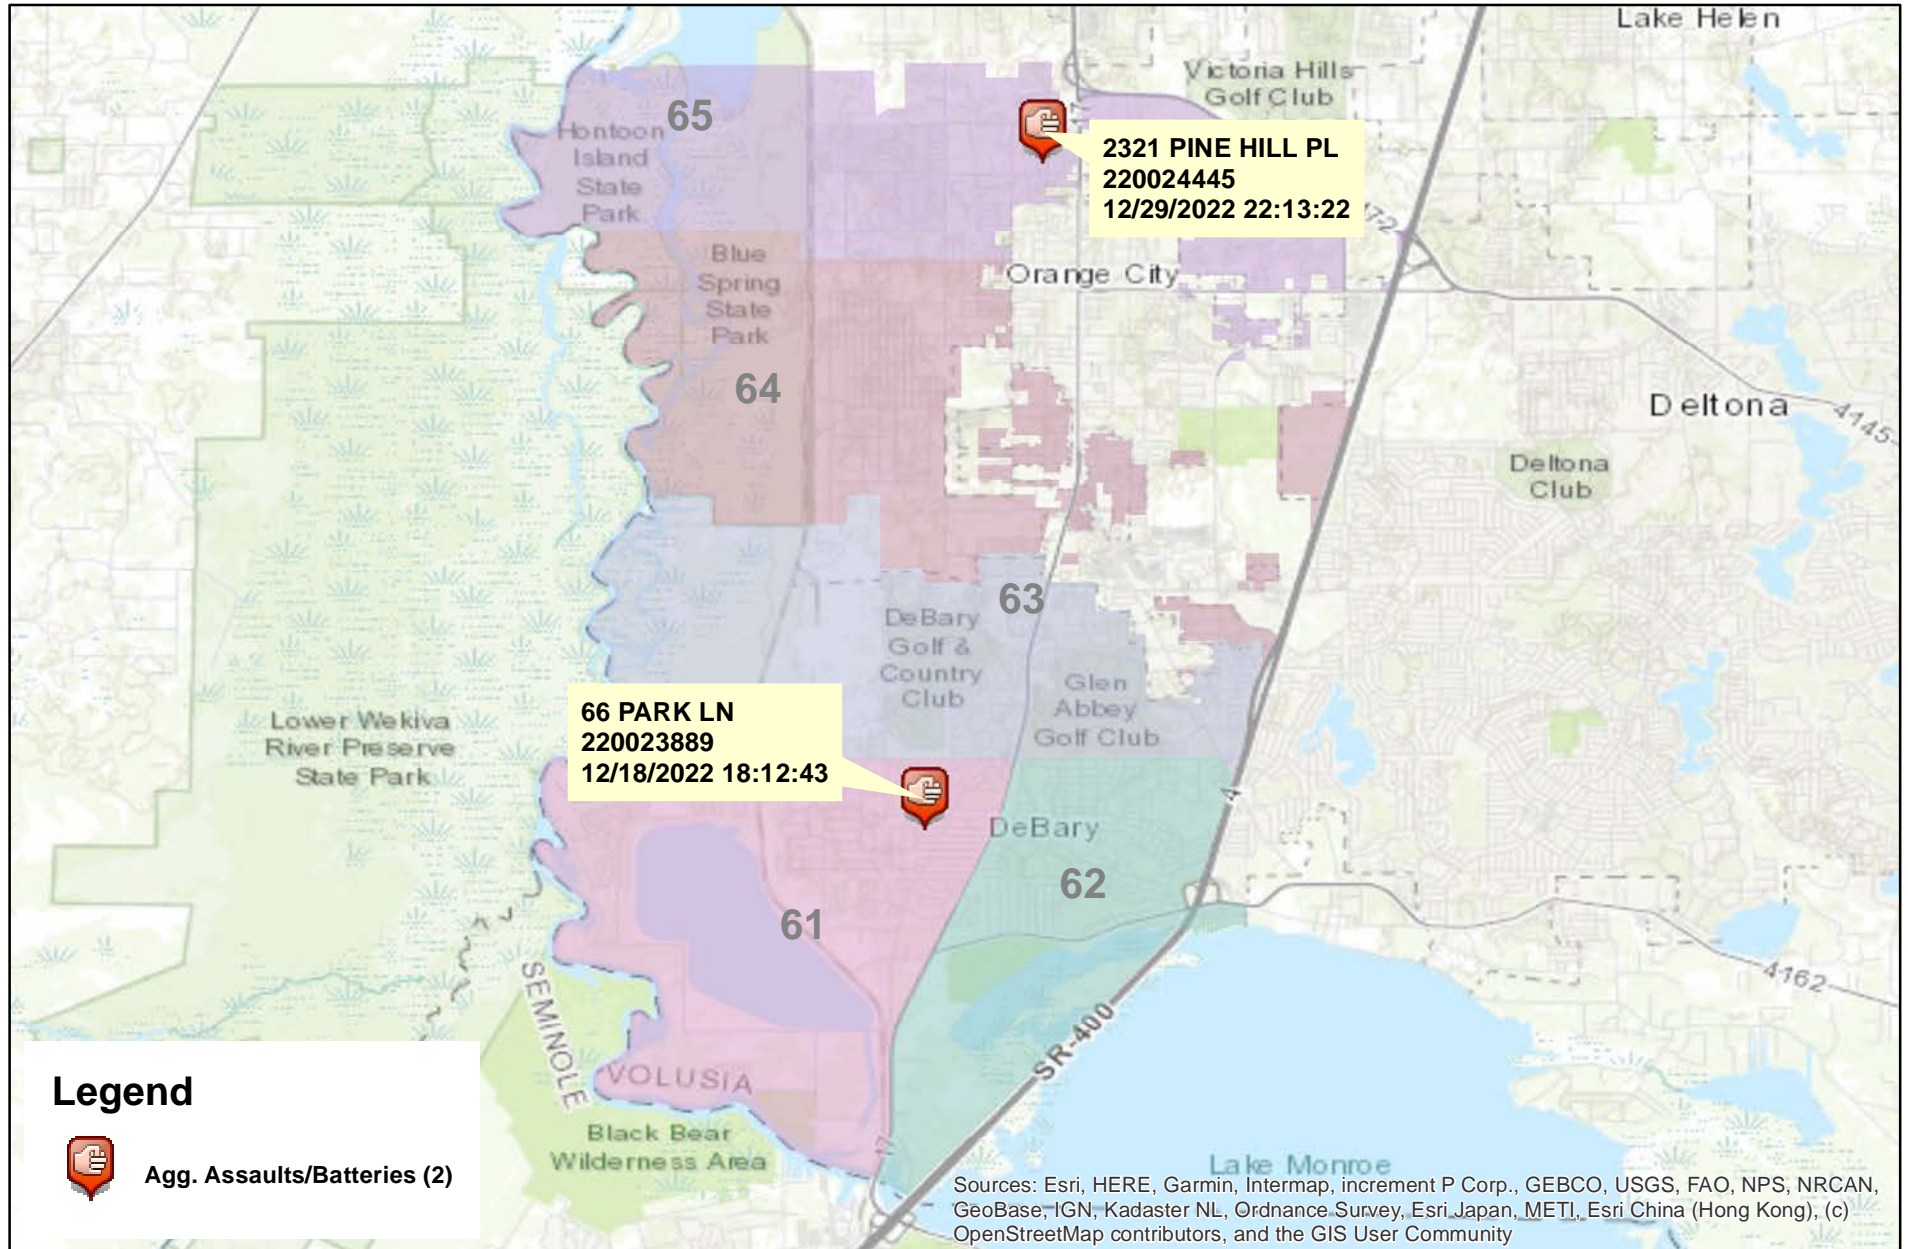 Lake Helen
Victoria Hills
Golf Club
65
Hontoon
Island
State
Park
17
2321 PINE HILL PL
220024445
12/29/2022 22:13:22
472
Blue
Spring
State
Park
Orange City
64
Deltona
4145
Deltona
Club
63
DeBary
Golf &
Country
Club
Glen
Abbey
Golf Club
66 PARK LN
220023889
12/18/2022 18:12:43
Lower Wekiva
River Preserve
State Park
4
DeBary
62
61
4162
SEMINOLE
VOLUSIA
SR-400
17
Black Bear
Wilderness Area
Lake Monroe
Legend
Agg. Assaults/Batteries (2)
Sources: Esri, HERE, Garmin, Intermap, increment P Corp., GEBCO, USGS, FAO, NPS, NRCAN,
GeoBase, IGN, Kadaster NL, Ordnance Survey, Esri Japan, METI, Esri China (Hong Kong), (c)
OpenStreetMap contributors, and the GIS User Community